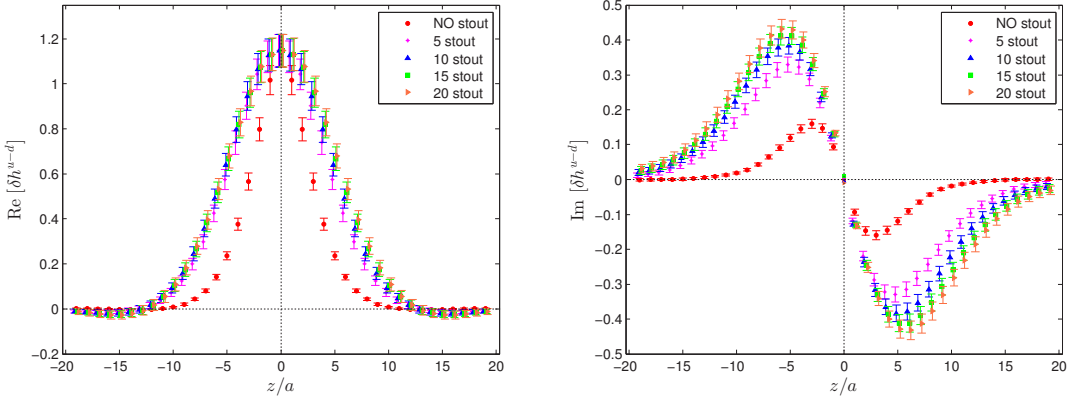 NO stout
5 stout
10 stout
15 stout
20 stout
1.2
1
0.8
0.6
0.4
0.2
0
−0.2
Re [δh^{u−d}]
−20 −15 −10 −5 0 5 10 15 20
z/a
NO stout
5 stout
10 stout
15 stout
20 stout
0.5
0.4
0.3
0.2
0.1
0
−0.1
−0.2
−0.3
−0.4
−0.5
Im [δh^{u−d}]
−20 −15 −10 −5 0 5 10 15 20
z/a